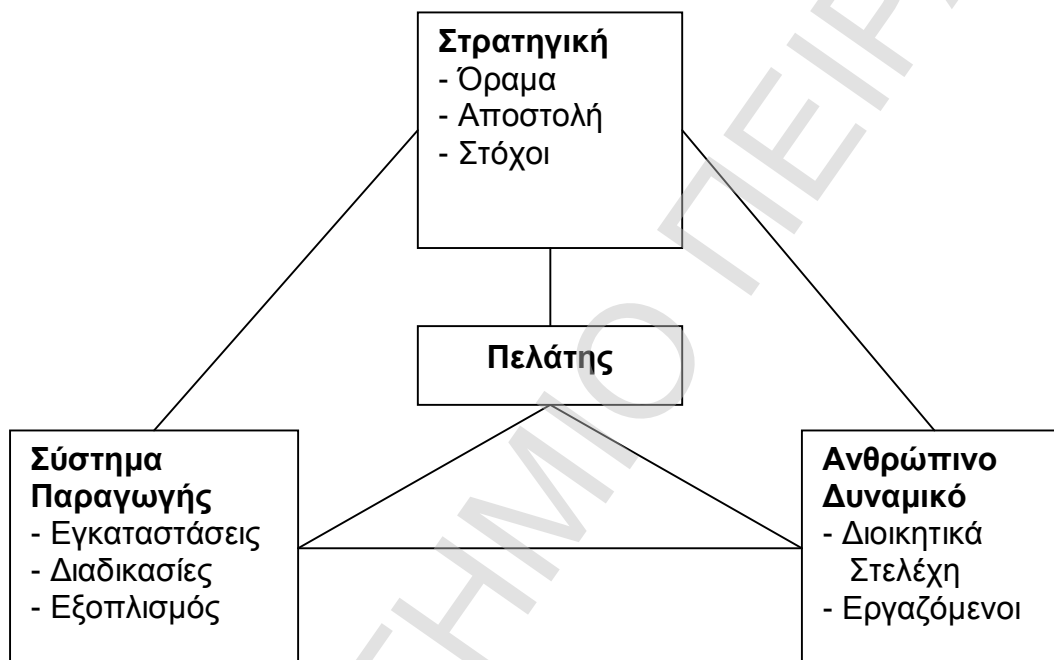 Στρατηγική
- Όραμα
- Αποστολή
- Στόχοι
Πελάτης
Σύστημα
Παραγωγής
- Εγκαταστάσεις
- Διαδικασίες
- Εξοπλισμός
Ανθρώπινο
Δυναμικό
- Διοικητικά
Στελέχη
- Εργαζόμενοι